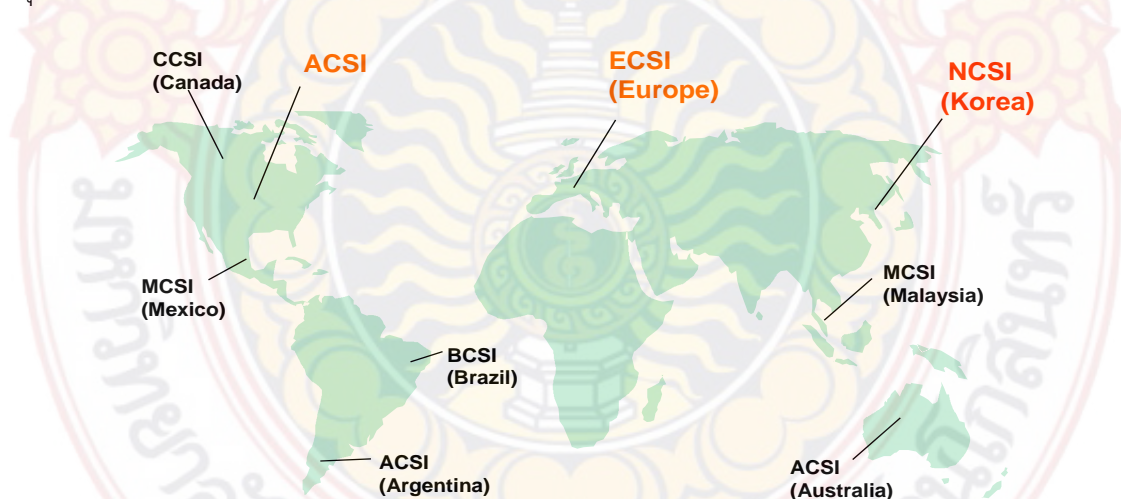 CCSI
(Canada)
ACSI
ECSI
(Europe)
NCSI
(Korea)
MCSI
(Mexico)
MCSI
(Malaysia)
BCSI
(Brazil)
ACSI
(Argentina)
ACSI
(Australia)